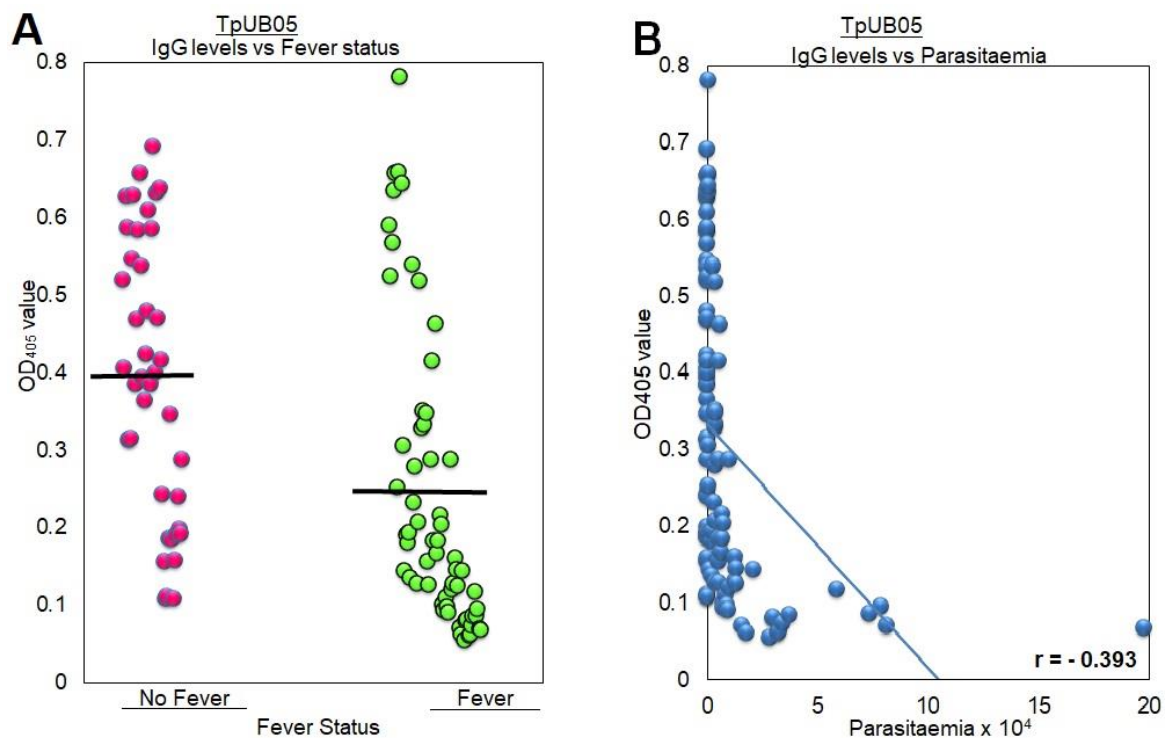 A
TpUB05
IgG levels vs Fever status
0.8
0.7
0.6
0.5
0.4
0.3
0.2
0.1
0
OD405 value
No Fever
Fever
Fever Status
B
TpUB05
IgG levels vs Parasitaemia
0.8
0.7
0.6
0.5
0.4
0.3
0.2
0.1
0
OD405 value
r = - 0.393
0 5 10 15 20
Parasitaemia x 10⁴